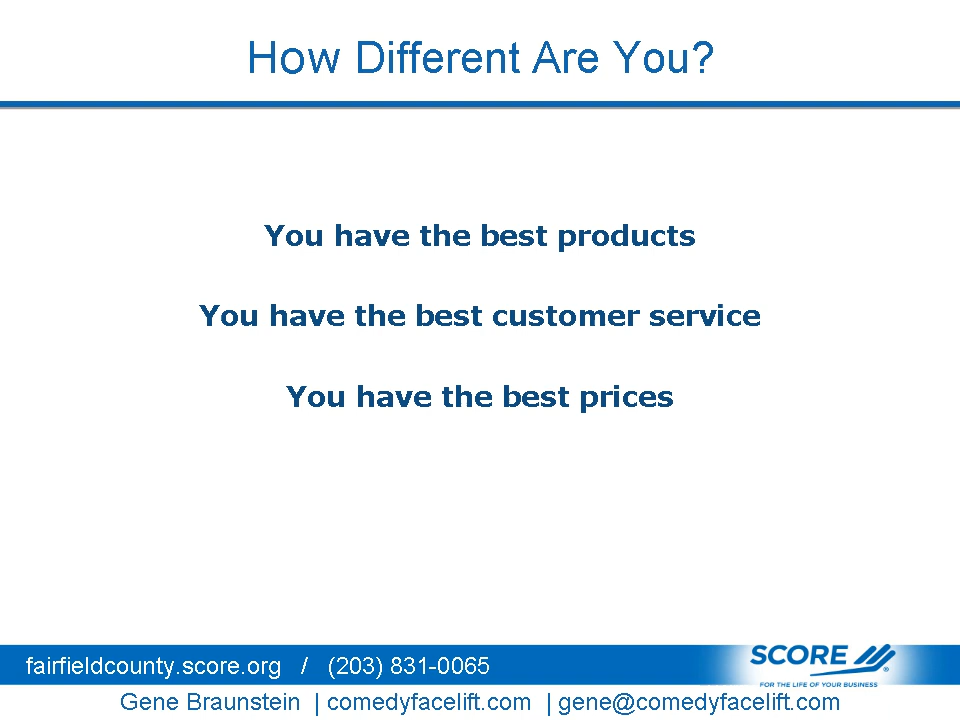 How Different Are You?
You have the best products
You have the best customer service
You have the best prices
fairfieldcounty.score.org / (203) 831-0065
SCORE
FOR THE LIFE OF YOUR BUSINESS
Gene Braunstein | comedyfacelift.com | gene@comedyfacelift.com